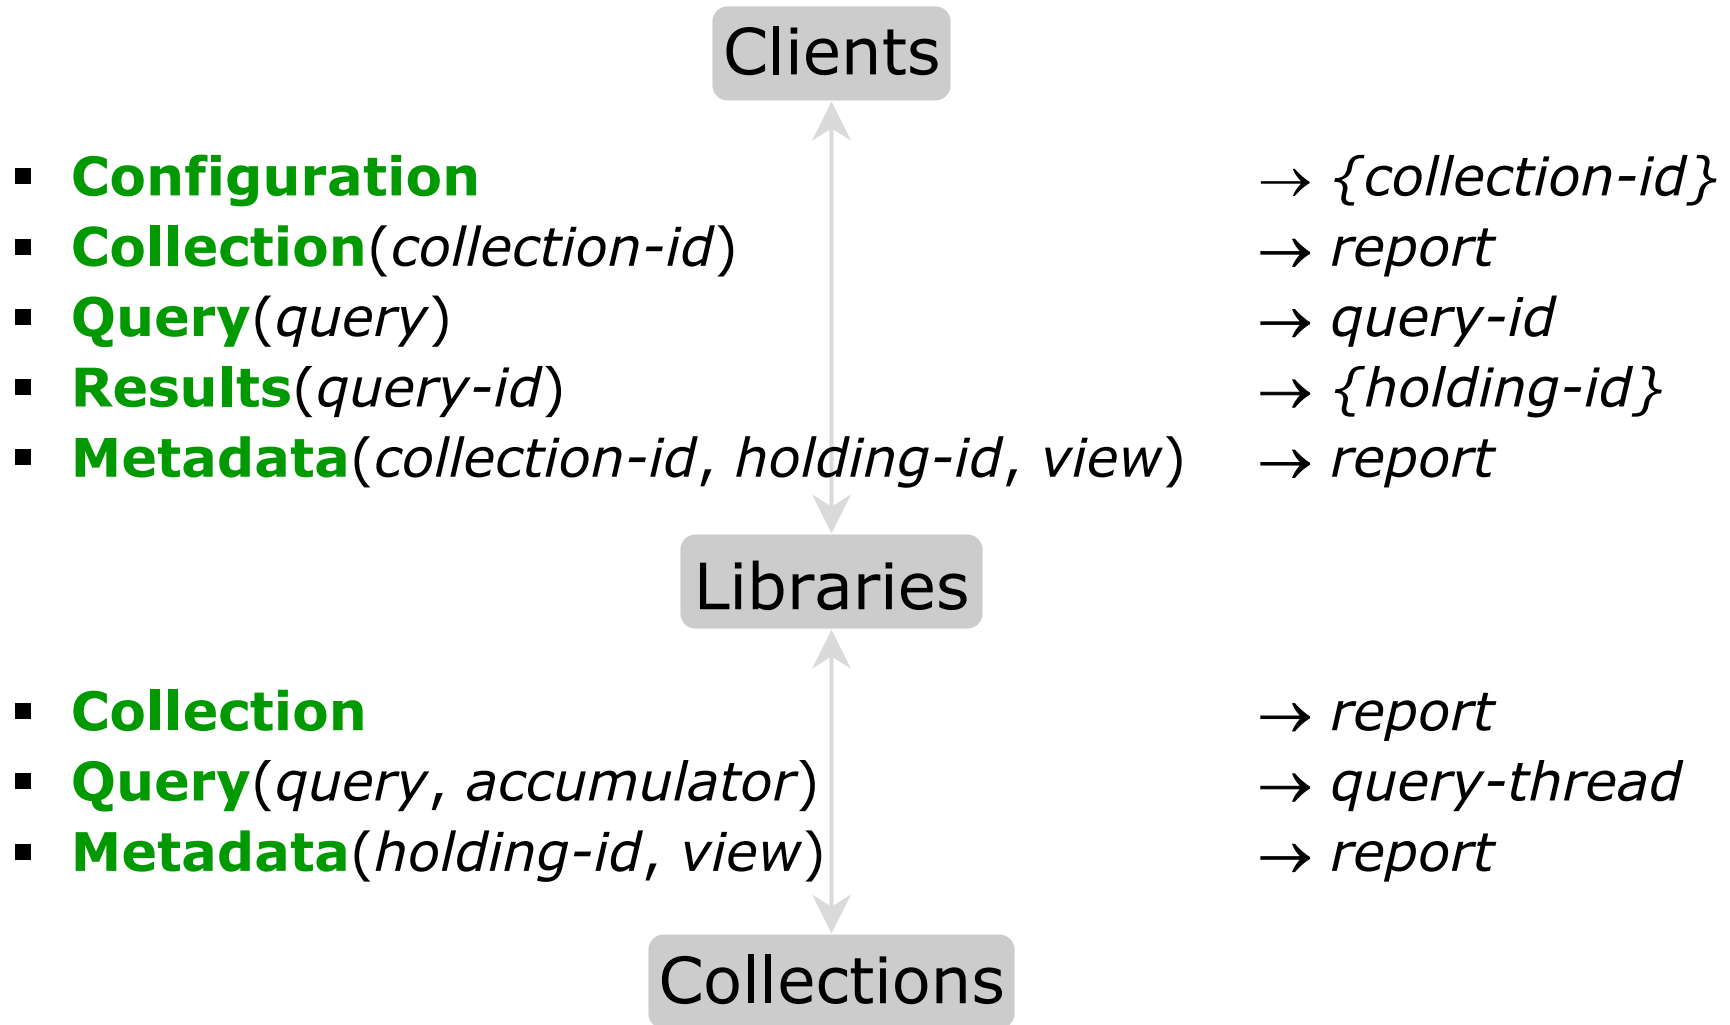 Clients
▪ Configuration → {collection-id}
▪ Collection(collection-id) → report
▪ Query(query) → query-id
▪ Results(query-id) → {holding-id}
▪ Metadata(collection-id, holding-id, view) → report
Libraries
▪ Collection → report
▪ Query(query, accumulator) → query-thread
▪ Metadata(holding-id, view) → report
Collections